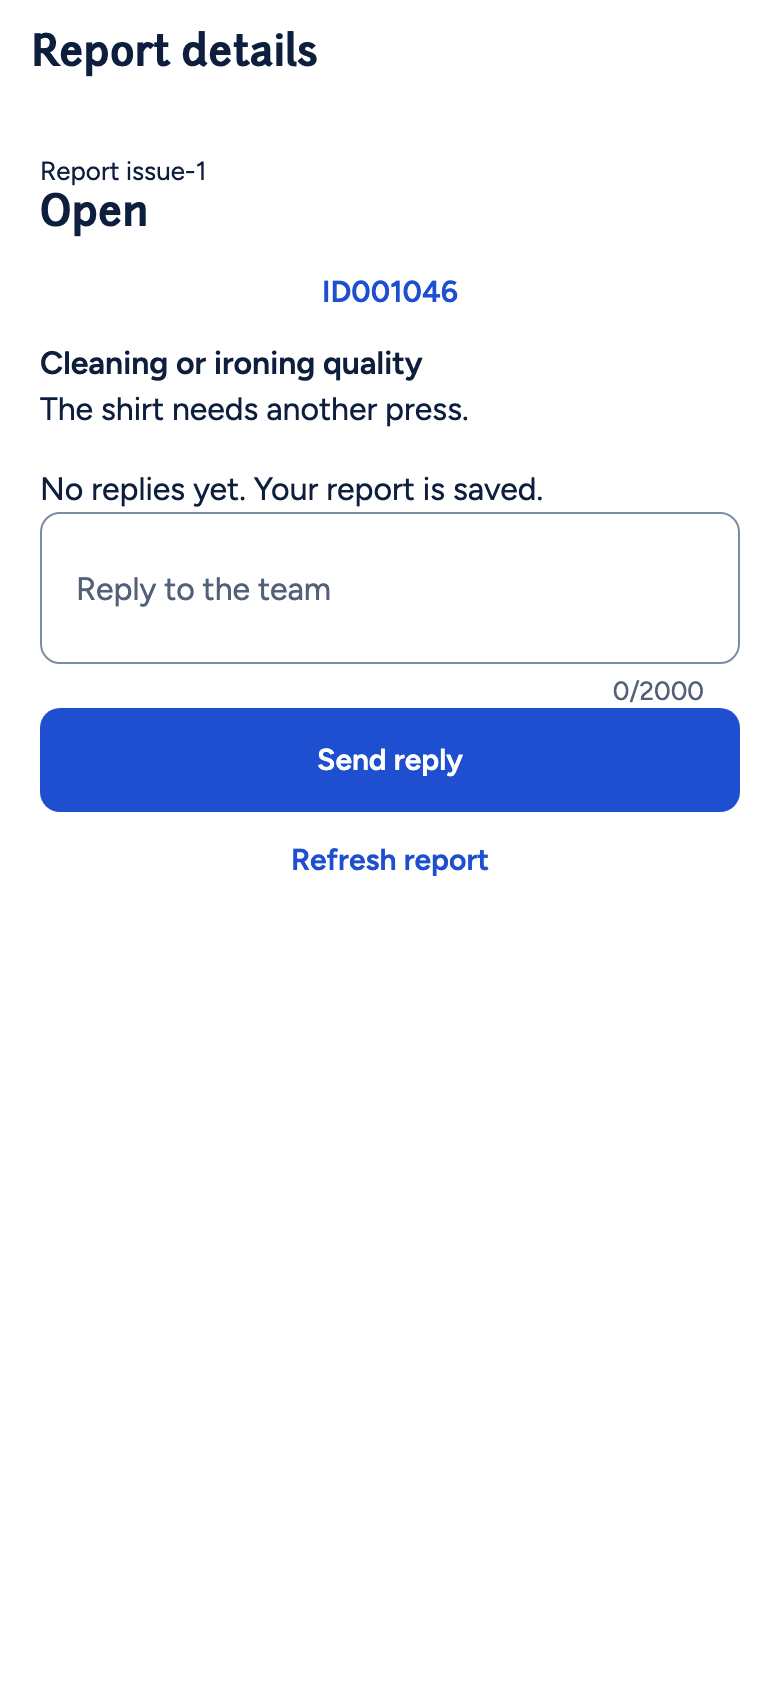 Report details
Report issue-1
Open
ID001046
Cleaning or ironing quality
The shirt needs another press.
No replies yet. Your report is saved.
Reply to the team
0/2000
Send reply
Refresh report